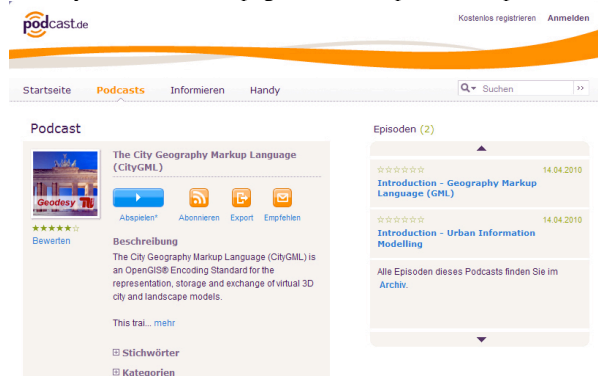 podcast.de
Kostenlos registrieren Anmelden
Startseite Podcasts Informieren Handy
Suchen >>
Podcast
The City Geography Markup Language
(CityGML)
Geodesy
Bewerten
Abspielen* Abonnieren Export Empfehlen
Beschreibung
The City Geography Markup Language (CityGML) is
an OpenGIS® Encoding Standard for the
representation, storage and exchange of virtual 3D
city and landscape models.
This trai... mehr
Stichwörter
Kategorien
Episoden (2)
14.04.2010
Introduction - Geography Markup
Language (GML)
14.04.2010
Introduction - Urban Information
Modelling
Alle Episoden dieses Podcasts finden Sie im
Archiv.